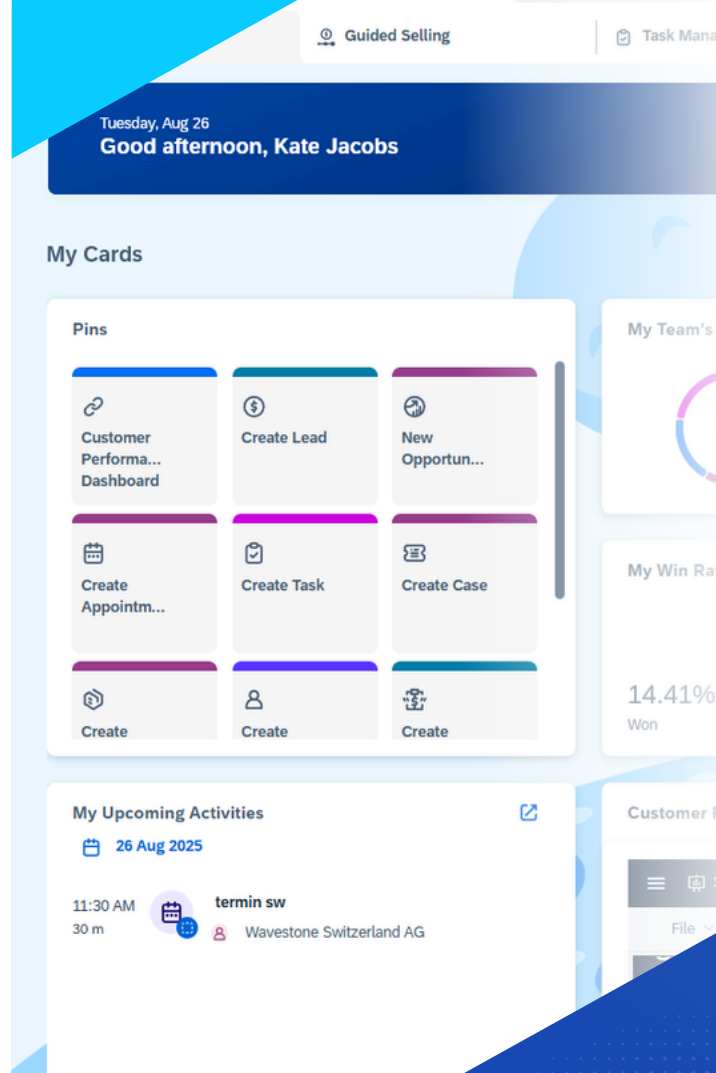 Guided Selling
Task Mana
Tuesday, Aug 26
Good afternoon, Kate Jacobs
My Cards
Pins
Customer
Performa...
Dashboard
Create Lead
New
Opportun...
Create
Appointm...
Create Task
Create Case
Create
Create
Create
My Team's
My Win Ra
14.41%
Won
My Upcoming Activities
26 Aug 2025
11:30 AM
30 m
termin sw
Wavestone Switzerland AG
Customer
File